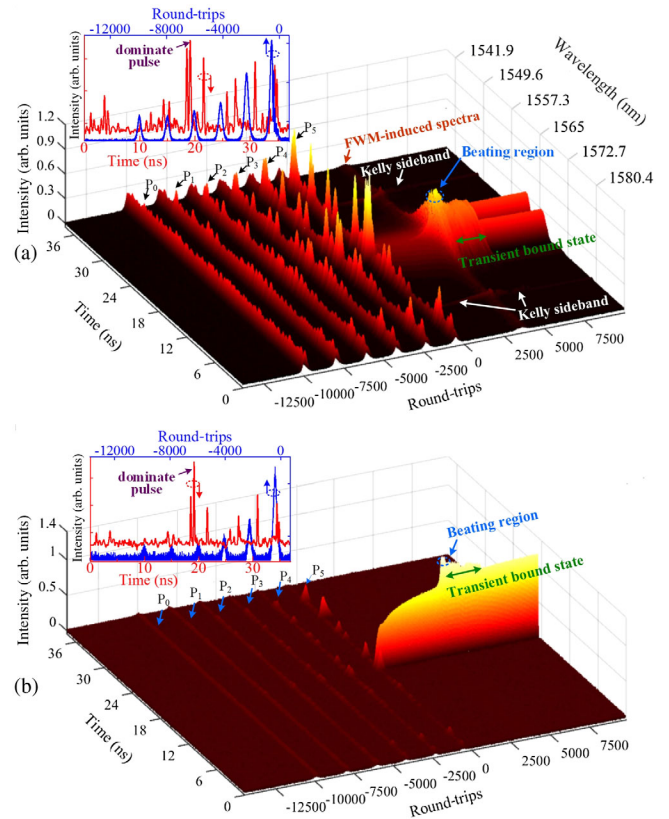 Round-trips
-12000 -8000 -4000 0
dominate
pulse
Intensity (arb. units)
0 10 20 30
Time (ns)
1541.9
1549.6
1557.3
1565
1572.7
1580.4
Wavelength (nm)
P0 P1 P2 P3 P4 P5
FWM-induced spectra
Kelly sideband
Beating region
Transient bound state
Kelly sideband
1.2
0.9
0.6
0.3
0
Intensity (arb. units)
(a)
36
30
24
18
12
6
0
Time (ns)
-12500
-10000
-7500
-5000
-2500
0
2500
5000
7500
Round-trips
Round-trips
-12000 -8000 -4000 0
dominate
pulse
Intensity (arb. units)
0 10 20 30
Time (ns)
Beating region
Transient bound state
P0 P1 P2 P3 P4 P5
1.4
1
0.5
0
Intensity (arb. units)
(b)
36
30
24
18
12
6
0
Time (ns)
-12500
-10000
-7500
-5000
-2500
0
2500
5000
7500
Round-trips